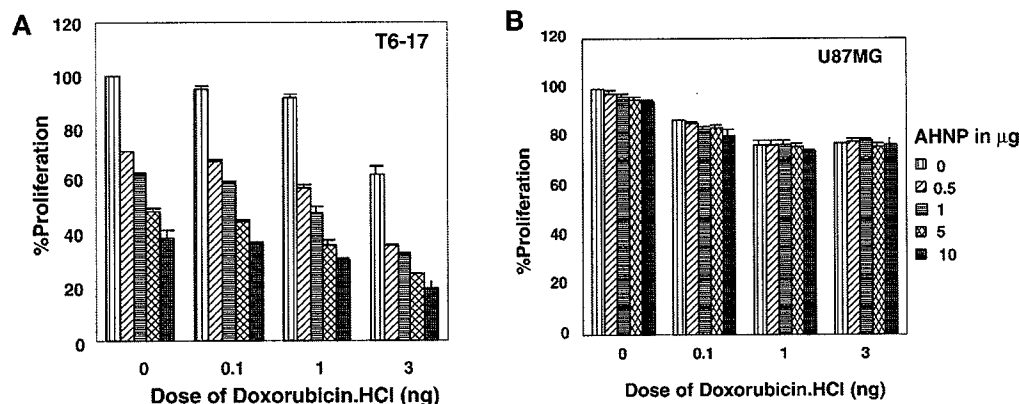 A
T6-17
%Proliferation
120
100
80
60
40
20
0
0 0.1 1 3
Dose of Doxorubicin.HCl (ng)
B
U87MG
%Proliferation
120
100
80
60
40
20
0
0 0.1 1 3
Dose of Doxorubicin.HCl (ng)
AHNP in μg
0
0.5
1
5
10